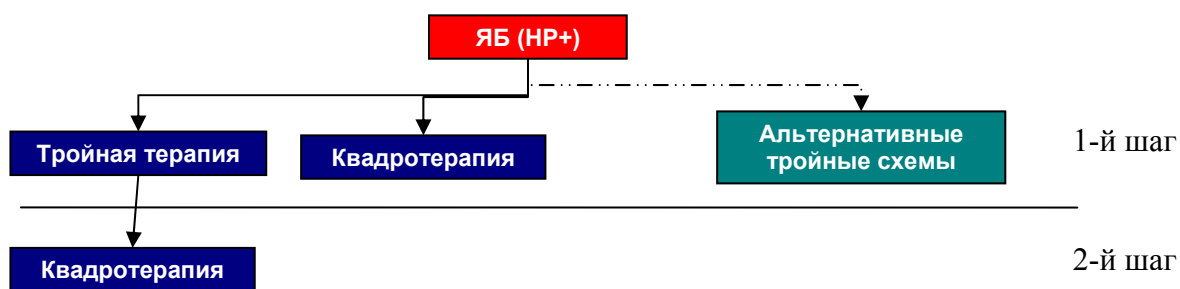 ЯБ (HP+)
Тройная терапия
Квадротерапия
Альтернативные
тройные схемы
1-й шаг
Квадротерапия
2-й шаг